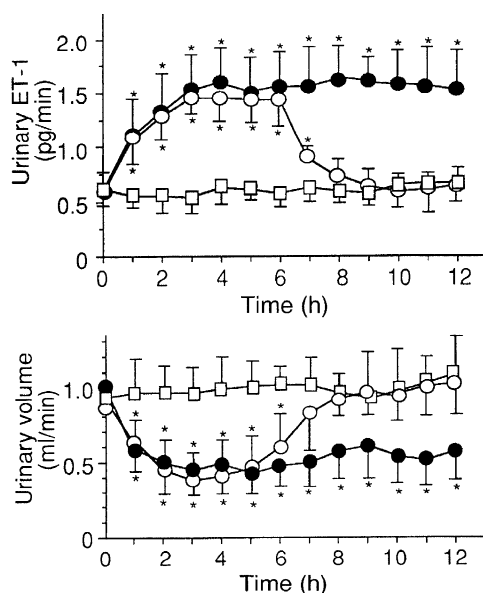 Urinary ET-1
(pg/min)
2.0
1.5
1.0
0.5
0
0 2 4 6 8 10 12
Time (h)
* * * * * * * * * * * *
* * * * * * *
Urinary volume
(ml/min)
1.0
0.5
0
0 2 4 6 8 10 12
Time (h)
*
* * * * * * * * * * * *